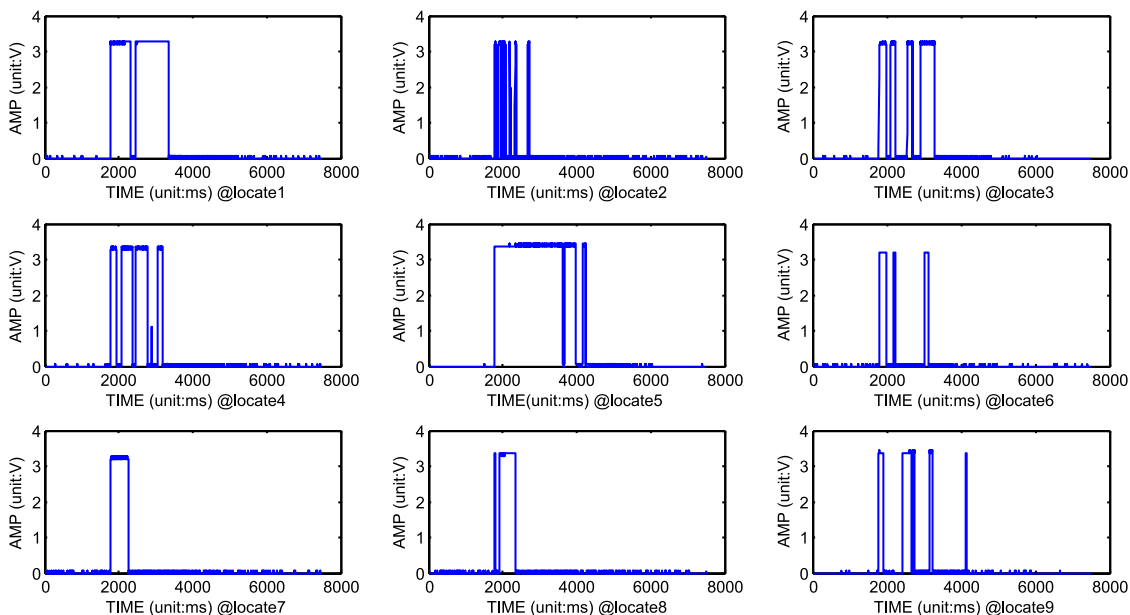 4 4 4
3 3 3
AMP (unit:V) AMP (unit:V) AMP (unit:V)
2 2 2
1 1 1
0 0 0
0 2000 4000 6000 8000 0 2000 4000 6000 8000 0 2000 4000 6000 8000
TIME (unit:ms) @locate1 TIME (unit:ms) @locate2 TIME (unit:ms) @locate3
4 4 4
3 3 3
AMP (unit:V) AMP (unit:V) AMP (unit:V)
2 2 2
1 1 1
0 0 0
0 2000 4000 6000 8000 0 2000 4000 6000 8000 0 2000 4000 6000 8000
TIME (unit:ms) @locate4 TIME(unit:ms) @locate5 TIME (unit:ms) @locate6
4 4 4
3 3 3
AMP (unit:V) AMP (unit:V) AMP (unit:V)
2 2 2
1 1 1
0 0 0
0 2000 4000 6000 8000 0 2000 4000 6000 8000 0 2000 4000 6000 8000
TIME (unit:ms) @locate7 TIME (unit:ms) @locate8 TIME (unit:ms) @locate9